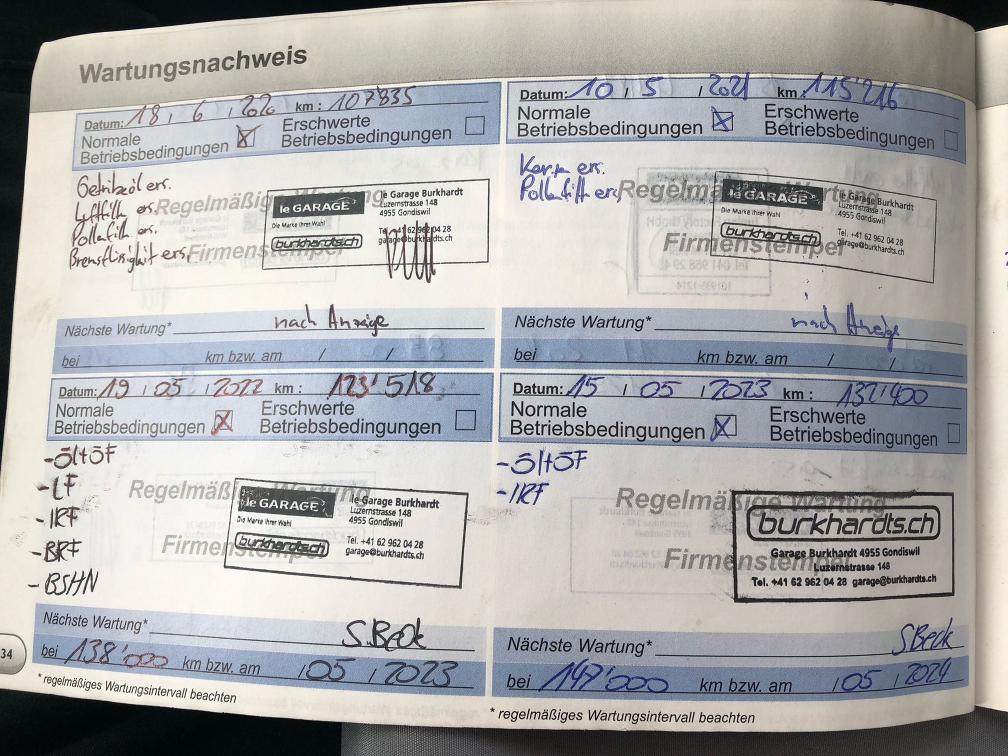 Wartungsnachweis
Datum: 18 / 6 / 2020 km : 107835
Normale
Betriebsbedingungen
Erschwerte
Betriebsbedingungen
Getriebeöl ers.
Luftfilt. ers.
Pollenfilt. ers.
Bremsflüssigkeit ers.
Regelmäßige Wartung
Firmenstempel
le GARAGE
Die Marke Ihrer Wahl
burkhardts.ch
le Garage Burkhardt
Luzernstrasse 148
4955 Gondiswil
Tel. +41 62 962 04 28
garage@burkhardts.ch
Nächste Wartung* nach Anzeige
bei km bzw. am / /
Datum: 10 / 5 / 2021 km : 115'216
Normale
Betriebsbedingungen
Erschwerte
Betriebsbedingungen
ers.
Pollenfilt ers.
Regelmäßige Wartung
Firmenstempel
le GARAGE
Die Marke Ihrer Wahl
burkhardts.ch
le Garage Burkhardt
Luzernstrasse 148
4955 Gondiswil
Tel. +41 62 962 04 28
garage@burkhardts.ch
Nächste Wartung* nach Anzeige
bei km bzw. am / /
Datum: 19 / 05 / 2022 km : 123'518
Normale
Betriebsbedingungen
Erschwerte
Betriebsbedingungen
- Öl+ÖF
- LF
- IRF
- BRF
- BSHN
Regelmäßige Wartung
Firmenstempel
le GARAGE
Die Marke Ihrer Wahl
burkhardts.ch
le Garage Burkhardt
Luzernstrasse 148
4955 Gondiswil
Tel. +41 62 962 04 28
garage@burkhardts.ch
Nächste Wartung* S.Beck
bei 138'000 km bzw. am / 05 / 2023
* regelmäßiges Wartungsintervall beachten
Datum: 15 / 05 / 2023 km : 132'400
Normale
Betriebsbedingungen
Erschwerte
Betriebsbedingungen
- Öl+ÖF
- IRF
Regelmäßige Wartung
Firmenstempel
burkhardts.ch
Garage Burkhardt 4955 Gondiswil
Luzernstrasse 148
Tel. +41 62 962 04 28 garage@burkhardts.ch
Nächste Wartung* S.Beck
bei 147'000 km bzw. am / 05 / 2024
* regelmäßiges Wartungsintervall beachten
34